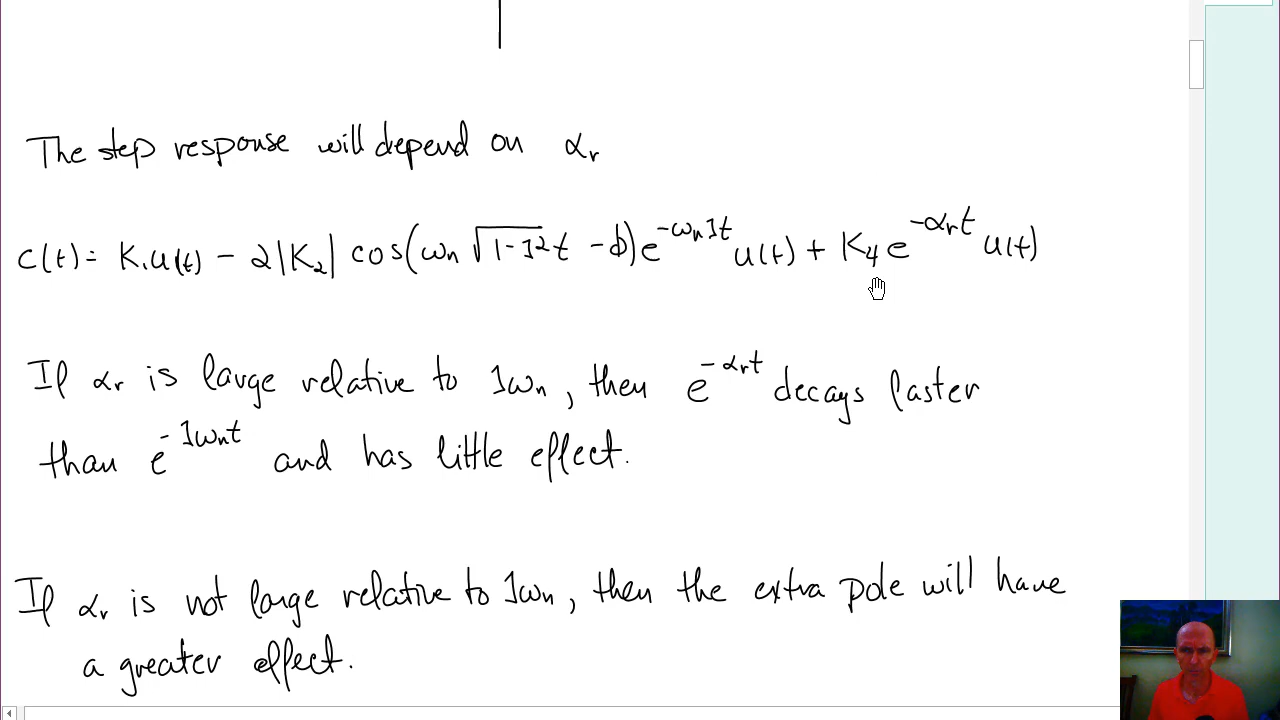 The step response will depend on αr
c(t) = K₁u(t) - 2|K₂| cos(ωn √1-ζ² t - ϕ)e^-ωnζt u(t) + K₄e^-αrt u(t)
If αr is large relative to ζωn, then e^-αrt decays faster
than e^-ζωnt and has little effect.
If αr is not large relative to ζωn, then the extra pole will have
a greater effect.